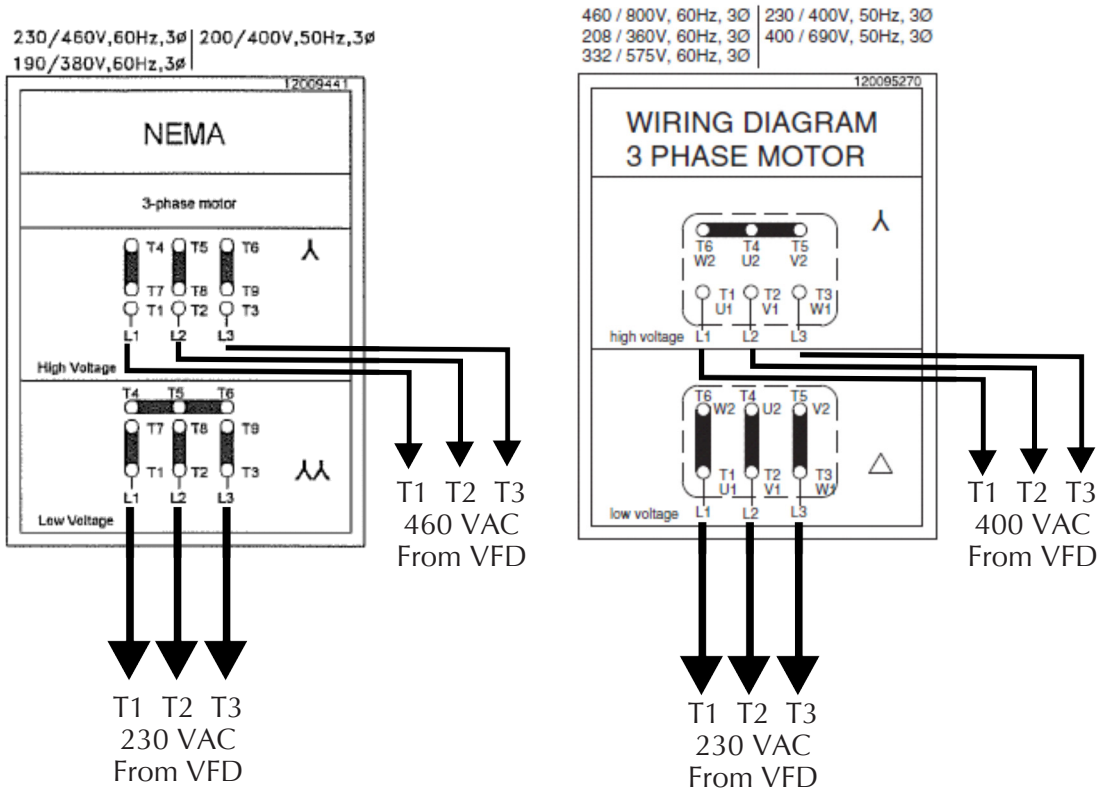 230/460V,60Hz,3ø | 200/400V,50Hz,3ø
190/380V,60Hz,3ø |
12009441
NEMA
3-phase motor
T4 T5 T6
T7 T8 T9
T1 T2 T3
L1 L2 L3
High Voltage
T4 T5 T6
T7 T8 T9
T1 T2 T3
L1 L2 L3
Low Voltage
T1 T2 T3
460 VAC
From VFD
T1 T2 T3
230 VAC
From VFD
460 / 800V, 60Hz, 3Ø | 230 / 400V, 50Hz, 3Ø
208 / 360V, 60Hz, 3Ø | 400 / 690V, 50Hz, 3Ø
332 / 575V, 60Hz, 3Ø |
120095270
WIRING DIAGRAM
3 PHASE MOTOR
T6 T4 T5
W2 U2 V2
T1 T2 T3
U1 V1 W1
high voltage L1 L2 L3
T6 T4 T5
W2 U2 V2
T1 T2 T3
U1 V1 W1
low voltage L1 L2 L3
T1 T2 T3
400 VAC
From VFD
T1 T2 T3
230 VAC
From VFD